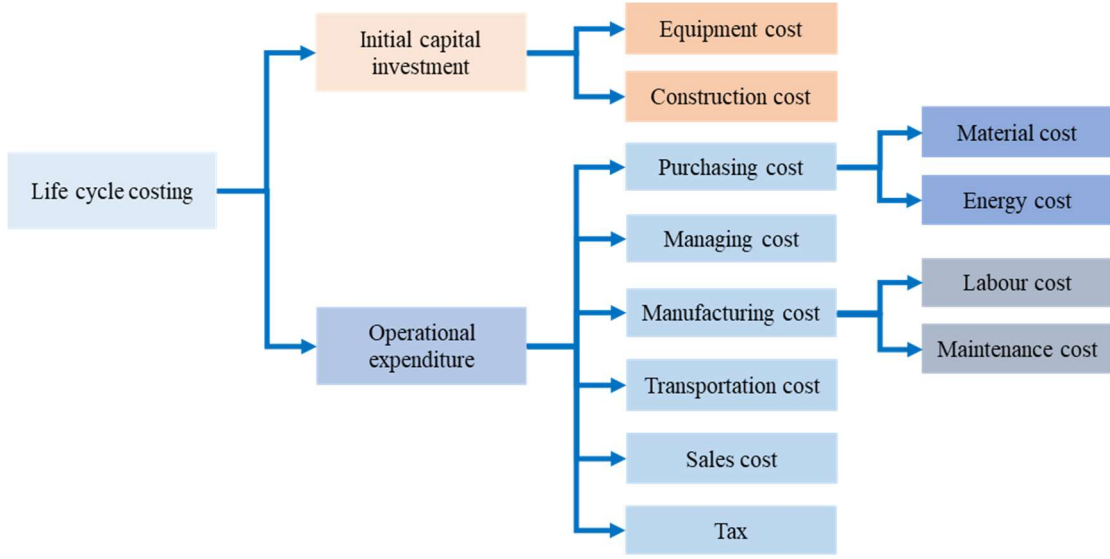 Life cycle costing
Initial capital
investment
Operational
expenditure
Equipment cost
Construction cost
Purchasing cost
Managing cost
Manufacturing cost
Transportation cost
Sales cost
Tax
Material cost
Energy cost
Labour cost
Maintenance cost